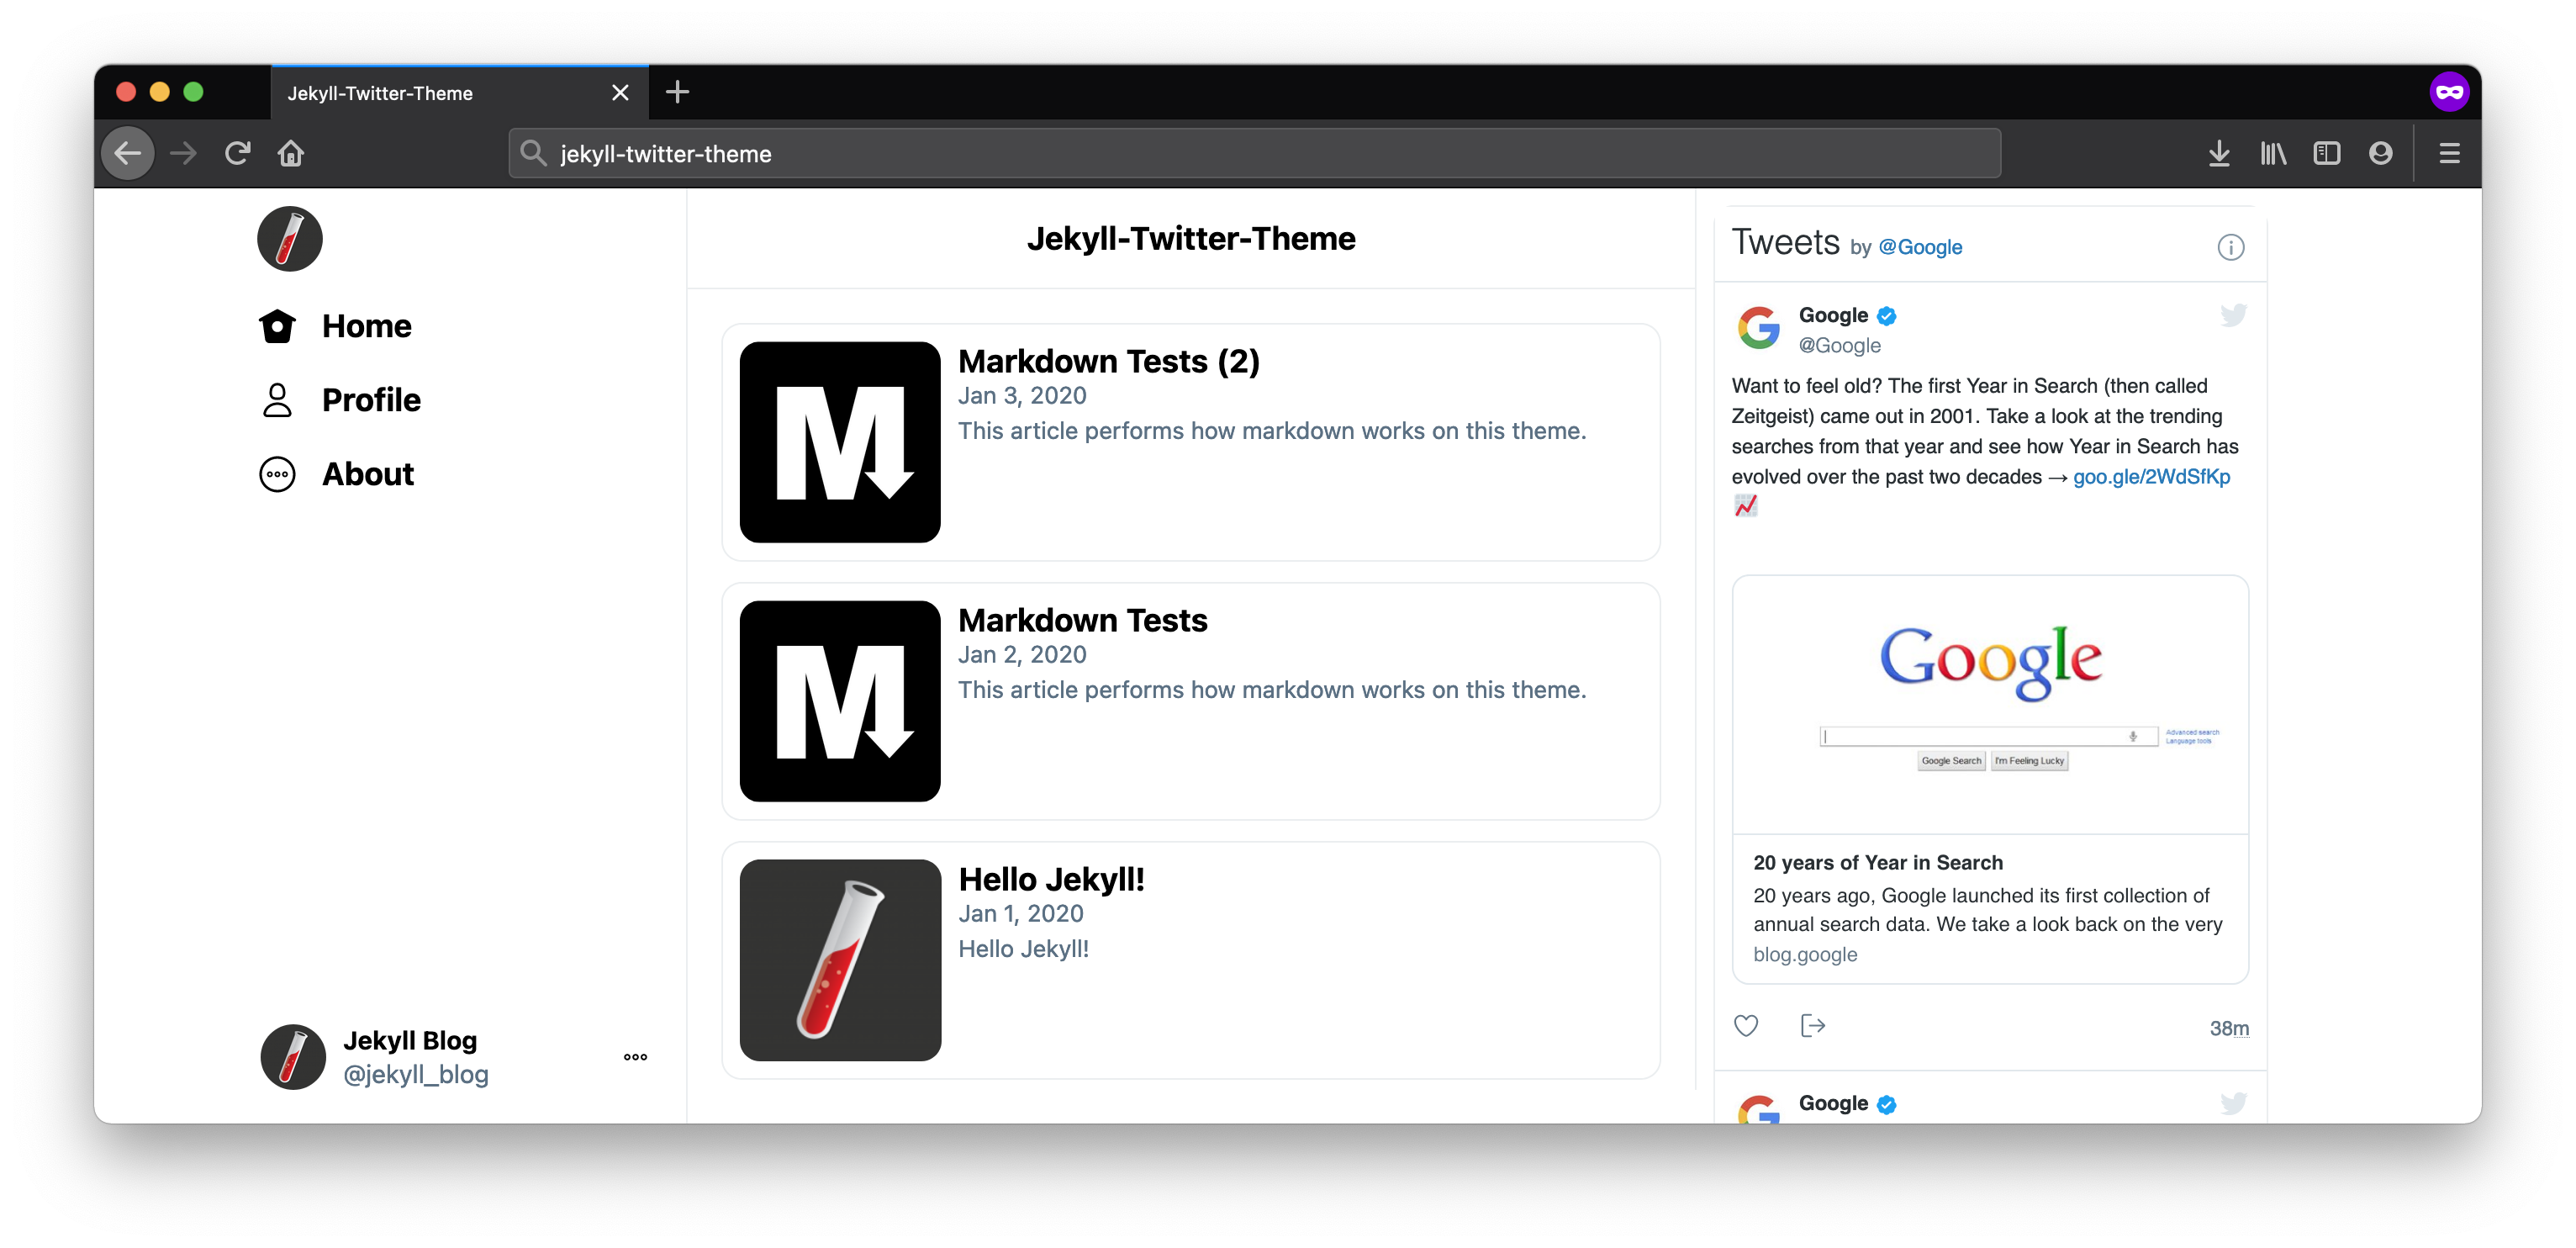 Jekyll-Twitter-Theme
jekyll-twitter-theme
Home
Profile
About
Jekyll Blog
@jekyll_blog
Jekyll-Twitter-Theme
Markdown Tests (2)
Jan 3, 2020
This article performs how markdown works on this theme.
Markdown Tests
Jan 2, 2020
This article performs how markdown works on this theme.
Hello Jekyll!
Jan 1, 2020
Hello Jekyll!
Tweets by @Google
Google
@Google
Want to feel old? The first Year in Search (then called
Zeitgeist) came out in 2001. Take a look at the trending
searches from that year and see how Year in Search has
evolved over the past two decades → goo.gle/2WdSfKp
Google
Advanced search
Language tools
Google Search I'm Feeling Lucky
20 years of Year in Search
20 years ago, Google launched its first collection of
annual search data. We take a look back on the very
blog.google
38m
Google